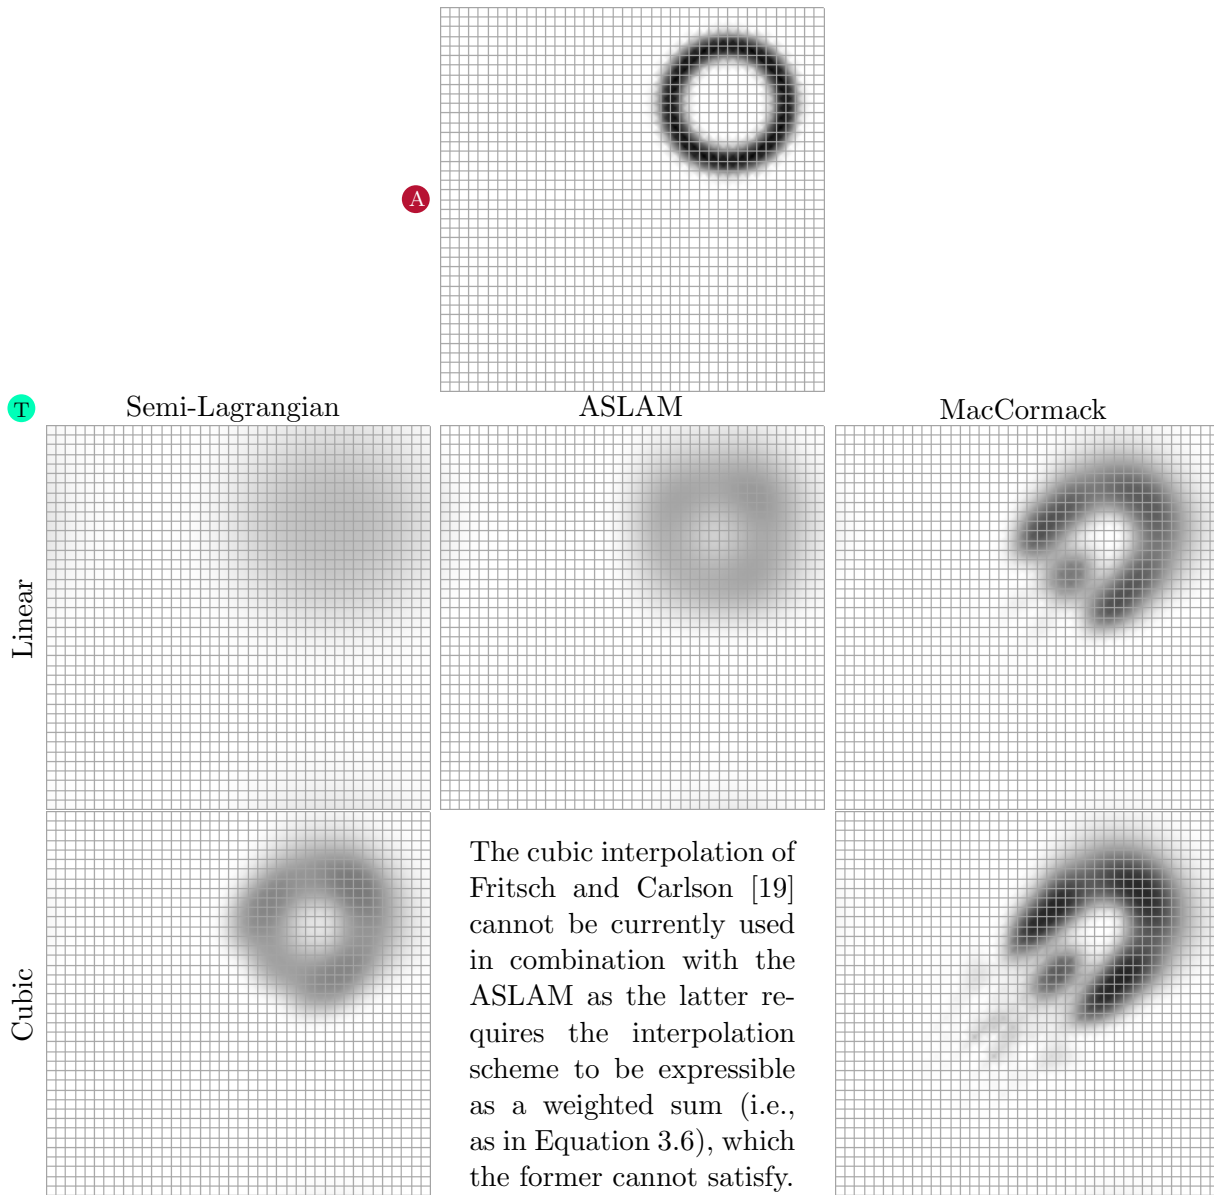 A
T
Semi-Lagrangian
ASLAM
MacCormack
Linear
Cubic
The cubic interpolation of
Fritsch and Carlson [19]
cannot be currently used
in combination with the
ASLAM as the latter re-
quires the interpolation
scheme to be expressible
as a weighted sum (i.e.,
as in Equation 3.6), which
the former cannot satisfy.